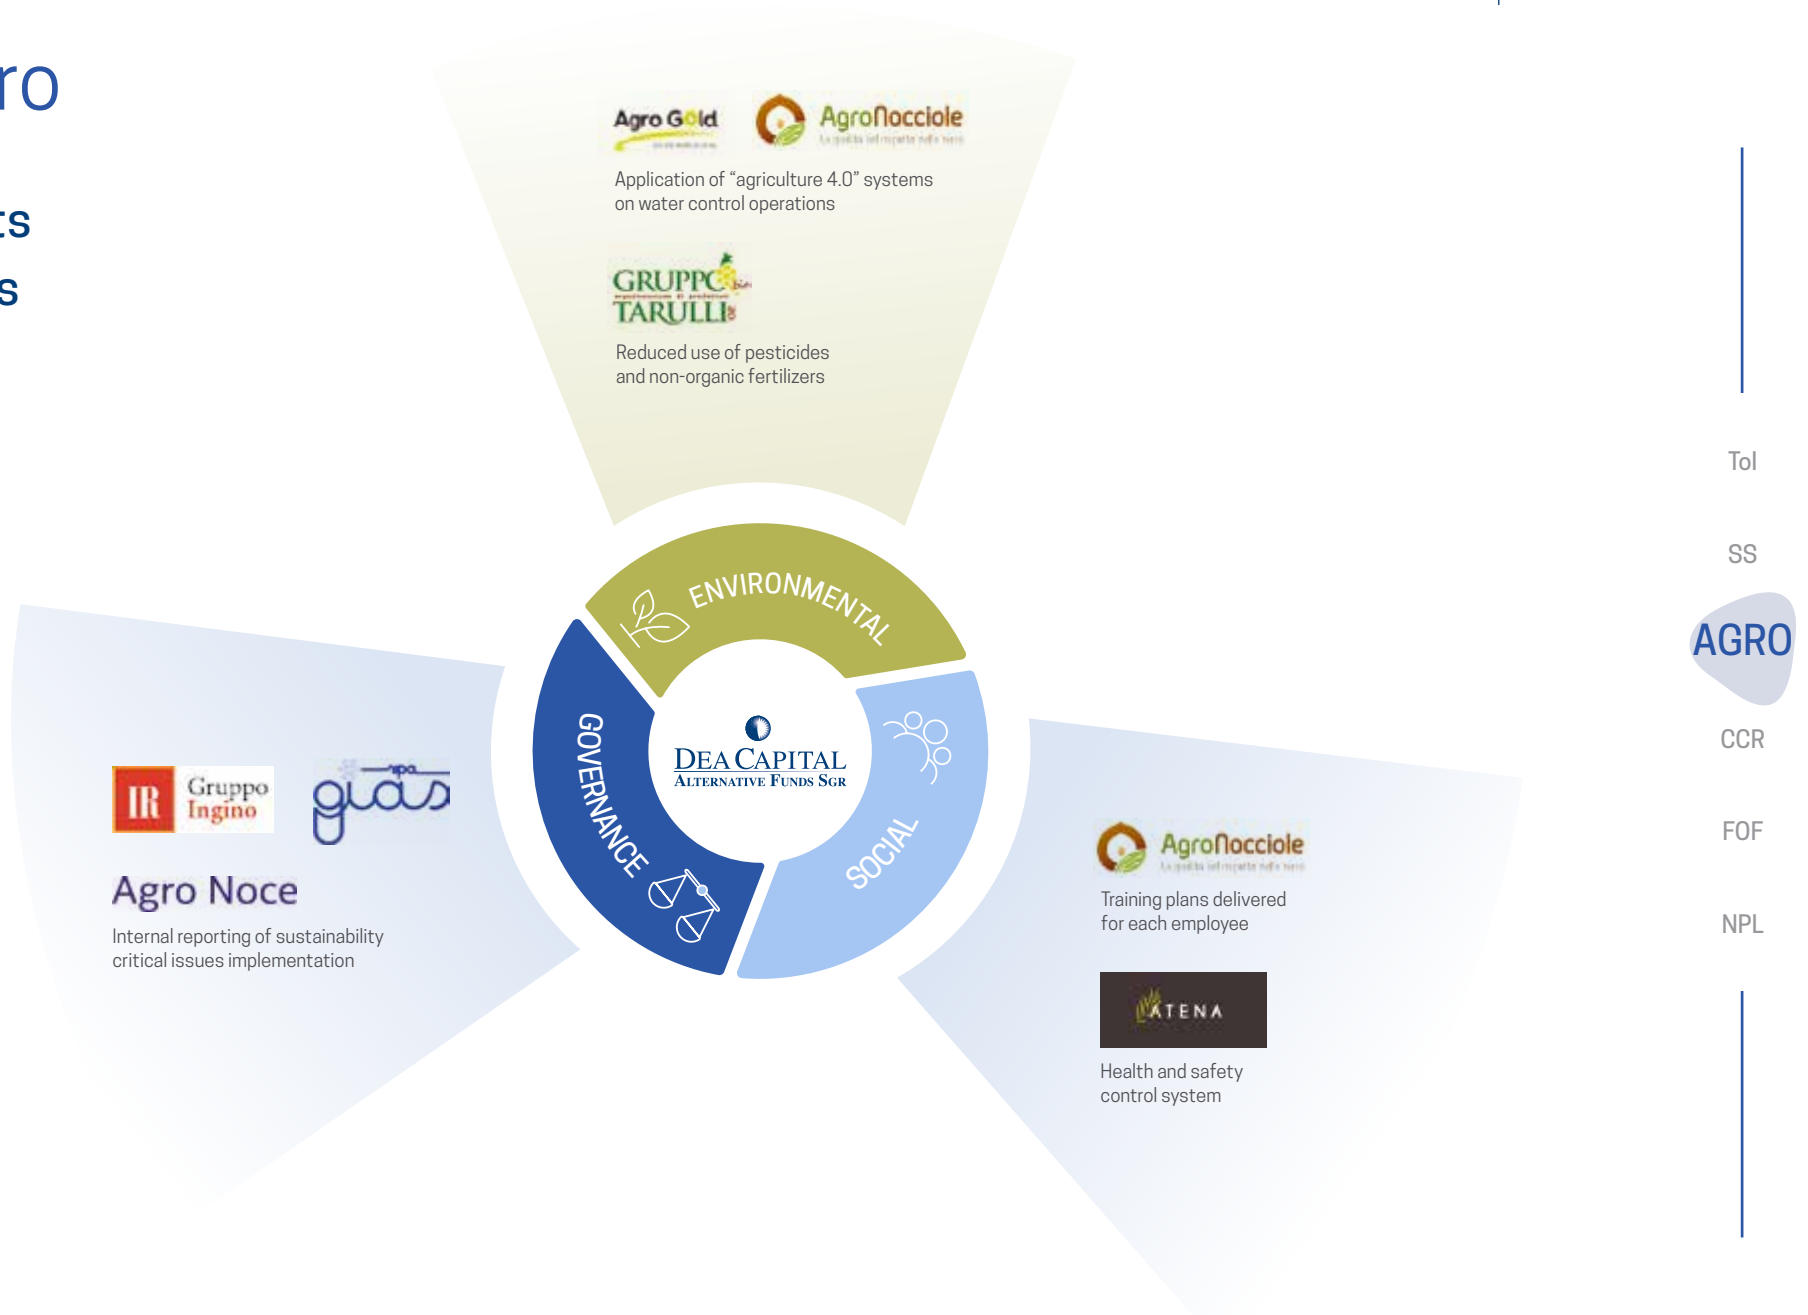 ro
ts
s
Agro Gold
AgroNocciole
Application of “agriculture 4.0” systems
on water control operations
GRUPPO
bio
TARULLI
Reduced use of pesticides
and non-organic fertilizers
ENVIRONMENTAL
GOVERNANCE
SOCIAL
DEA CAPITAL
ALTERNATIVE FUNDS SGR
IR
Gruppo
Ingino
gias
spa
Agro Noce
Internal reporting of sustainability
critical issues implementation
AgroNocciole
Training plans delivered
for each employee
ATENA
Health and safety
control system
Tol
SS
AGRO
CCR
FOF
NPL